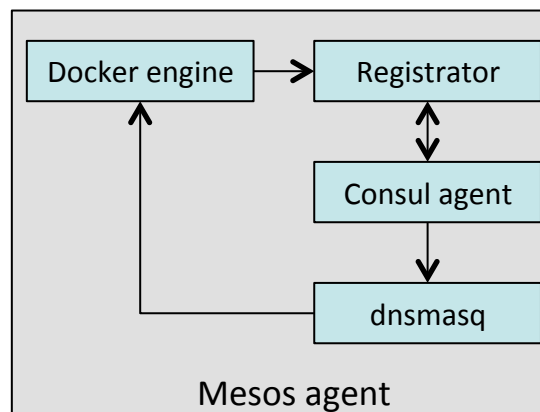 Docker engine
Registrator
Consul agent
dnsmasq
Mesos agent